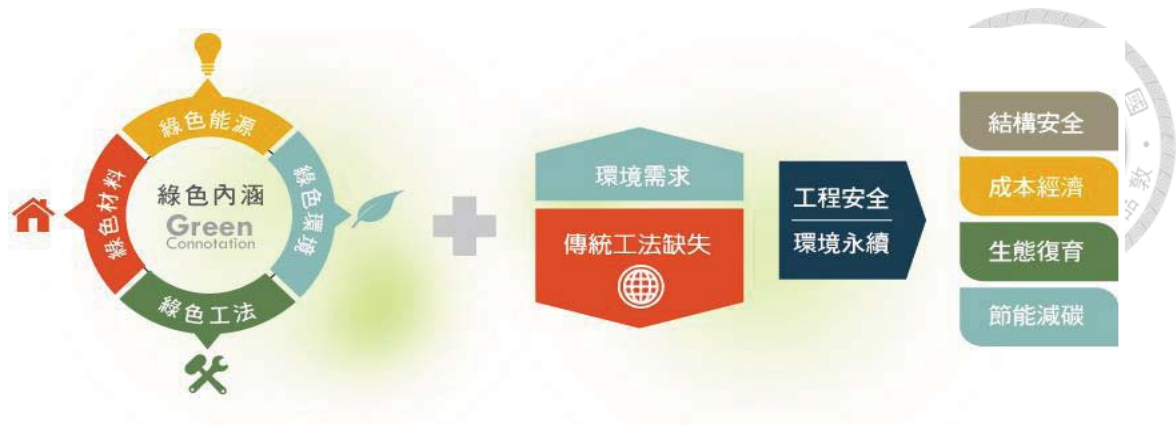 綠色能源
綠色材料
綠色內涵
Green
Connotation
綠色環境
綠色工法
環境需求
傳統工法缺失
工程安全
環境永續
結構安全
成本經濟
生態復育
節能減碳
國